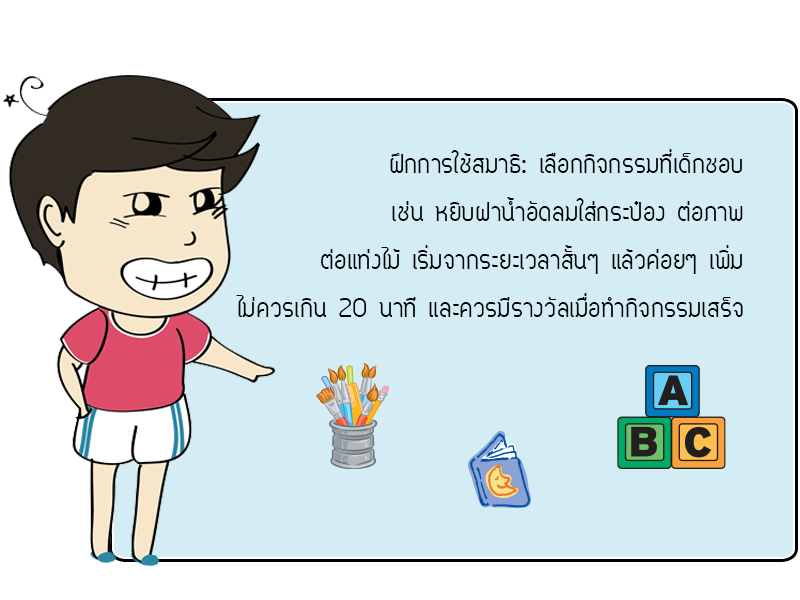 ฝึกการใช้สมาธิ: เลือกกิจกรรมที่เด็กชอบ
เช่น หยิบฝาน้ำอัดลมใส่กระป๋อง ต่อภาพ
ต่อแท่งไม้ เริ่มจากระยะเวลาสั้นๆ แล้วค่อยๆ เพิ่ม
ไม่ควรเกิน 20 นาที และควรมีรางวัลเมื่อทำกิจกรรมเสร็จ
A
B C